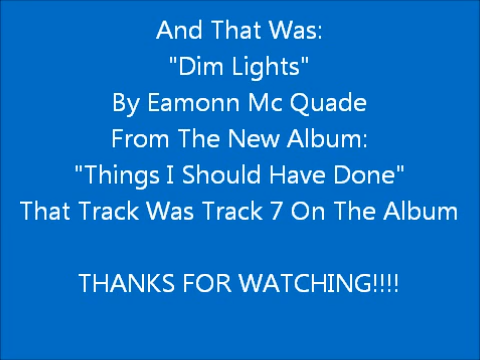 And That Was:
"Dim Lights"
By Eamonn Mc Quade
From The New Album:
"Things I Should Have Done"
That Track Was Track 7 On The Album
THANKS FOR WATCHING!!!!